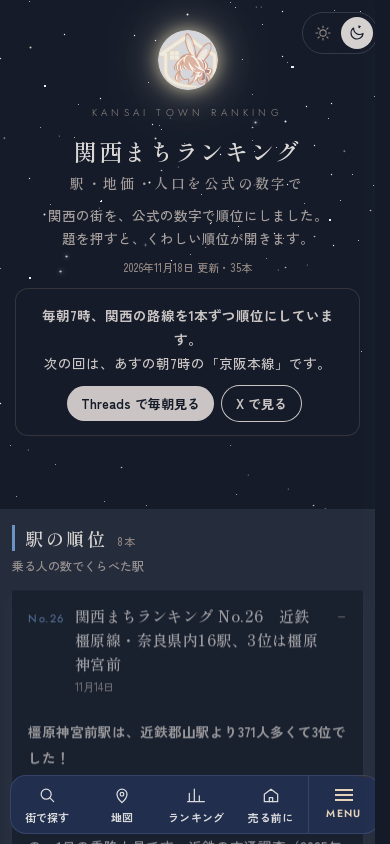 KANSAI TOWN RANKING
関西まちランキング
駅・地価・人口を公式の数字で
関西の街を、公式の数字で順位にしました。
題を押すと、くわしい順位が開きます。
2026年11月18日 更新・35本
毎朝7時、関西の路線を1本ずつ順位にしていま
す。
次の回は、あすの朝7時の「京阪本線」です。
Threads で毎朝見る
X で見る
駅の順位 8本
乗る人の数でくらべた駅
No.26 関西まちランキング No.26 近鉄
橿原線・奈良県内16駅、3位は橿原
神宮前
11月14日
橿原神宮前駅は、近鉄郡山駅より371人多くて3位で
した！
街で探す
地図
ランキング
売る前に
MENU